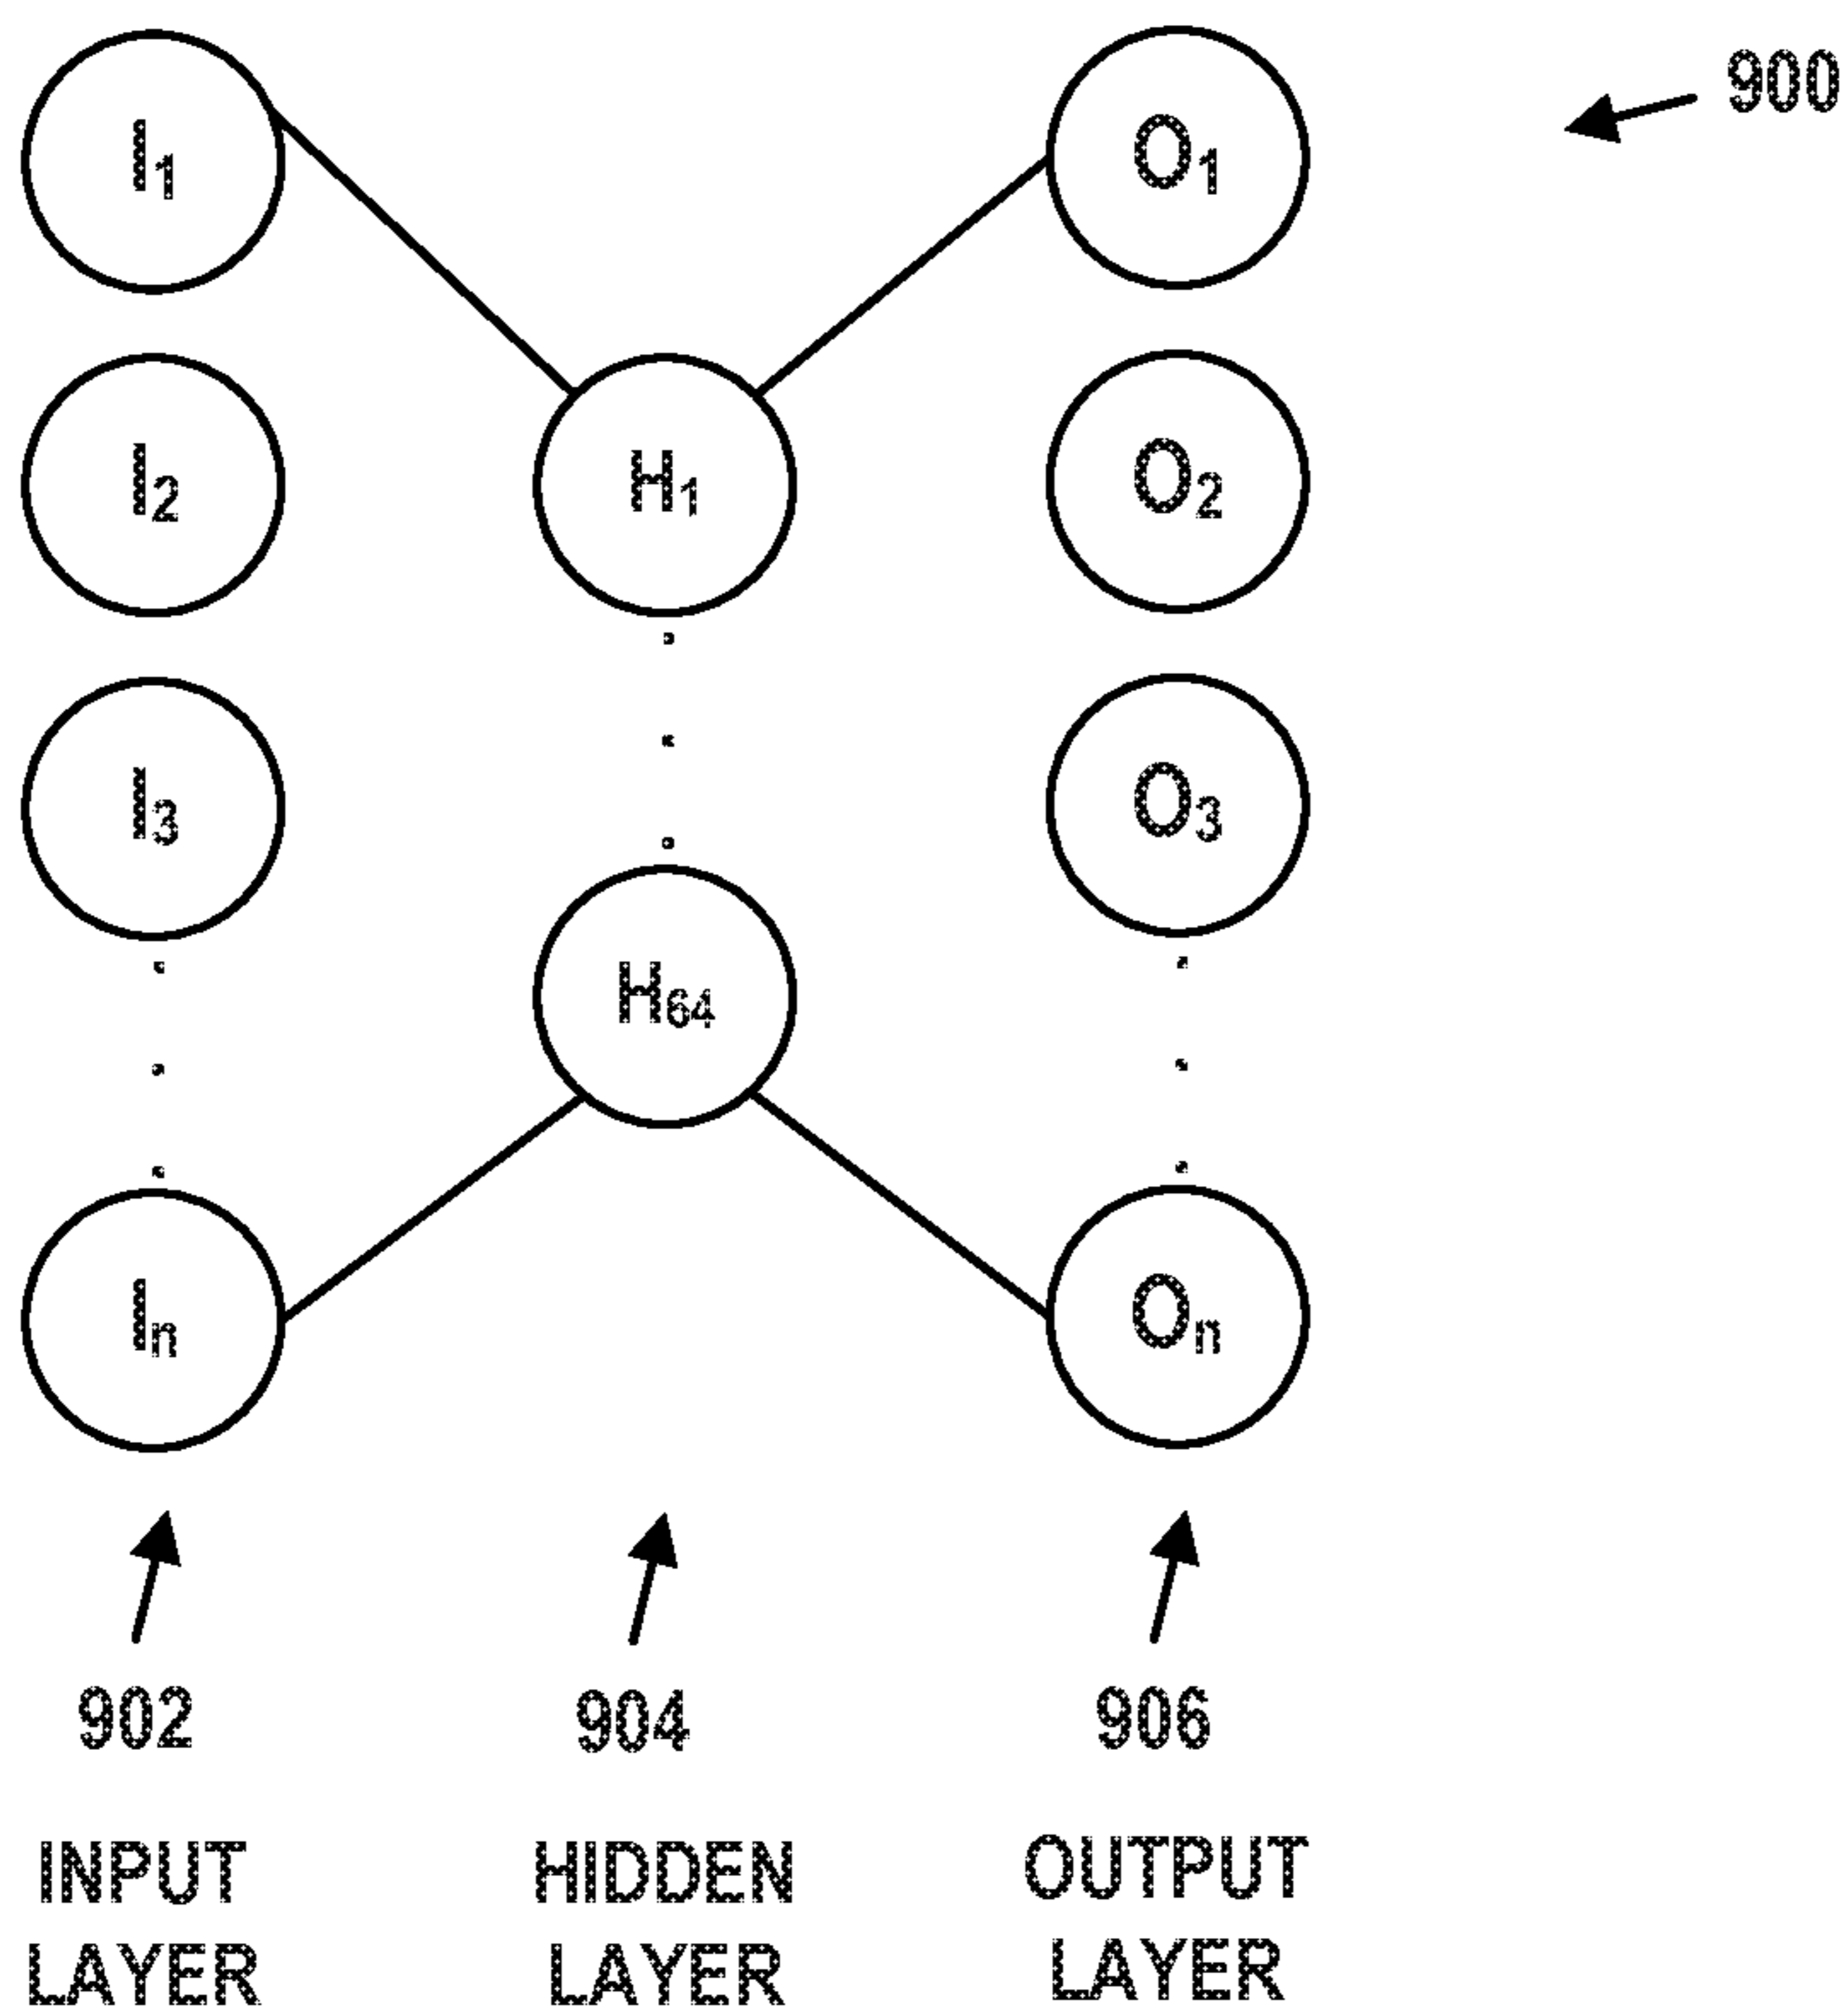 900
I₁
O₁
I₂
H₁
O₂
I₃
O₃
H₆₄
Iₙ
Oₙ
902
904
906
INPUT LAYER
HIDDEN LAYER
OUTPUT LAYER